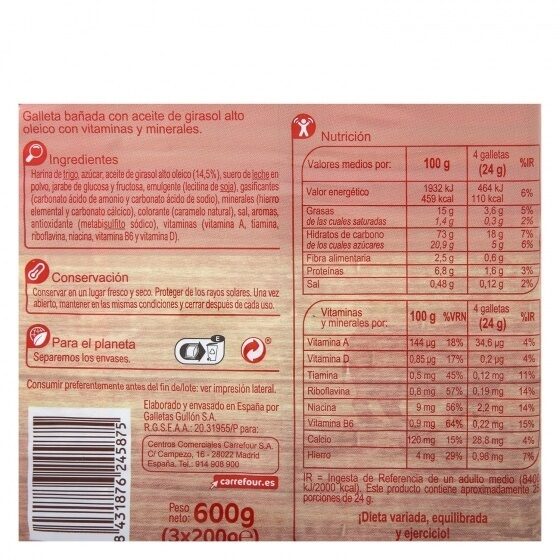 Galleta bañada con aceite de girasol alto
oleico con vitaminas y minerales.
Ingredientes
Harina de trigo, azúcar, aceite de girasol alto oleico (14,5%), suero de leche en
polvo, jarabe de glucosa y fructosa, emulgente (lecitina de soja), gasificantes
(carbonato ácido de amonio y carbonato ácido de sodio), minerales (hierro
elemental y carbonato cálcico), colorante (caramelo natural), sal, aromas,
antioxidante (metabisulfito sódico), vitaminas (vitamina A, tiamina,
riboflavina, niacina, vitamina B6 y vitamina D).
Conservación
Conservar en un lugar fresco y seco. Proteger de los rayos solares. Una vez
abierto, mantener en las mismas condiciones y cerrar después de cada uso.
Para el planeta
Separemos los envases.
E
Consumir preferentemente antes del fin de/lote: ver impresión lateral.
Elaborado y envasado en España por
Galletas Gullón S.A.
R.G.S.E.A.A.: 20.31955/P para:
Centros Comerciales Carrefour S.A.
C/ Campezo, 16 - 28022 Madrid
España. Tel.: 914 908 900
carrefour.es
8 431876 245875
Peso
neto: 600g
(3x200g℮)
Nutrición
Valores medios por: 100 g 4 galletas (24 g) %IR
Valor energético 1932 kJ 464 kJ 6%
459 kcal 110 kcal
Grasas 15 g 3,6 g 5%
de las cuales saturadas 1,4 g 0,3 g 2%
Hidratos de carbono 73 g 18 g 7%
de los cuales azúcares 20,9 g 5 g 6%
Fibra alimentaria 2,5 g 0,6 g
Proteínas 6,8 g 1,6 g 3%
Sal 0,48 g 0,12 g 2%
Vitaminas
y minerales por: 100 g %VRN 4 galletas (24 g) %IR
Vitamina A 144 µg 18% 34,6 µg 4%
Vitamina D 0,85 µg 17% 0,2 µg 4%
Tiamina 0,5 mg 45% 0,12 mg 11%
Riboflavina 0,8 mg 57% 0,19 mg 14%
Niacina 9 mg 56% 2,2 mg 14%
Vitamina B6 0,9 mg 64% 0,22 mg 15%
Calcio 120 mg 15% 28,8 mg 4%
Hierro 4 mg 29% 0,98 mg 7%
IR = Ingesta de Referencia de un adulto medio (840
kJ/2000 kcal). Este producto contiene aproximadamente 2
porciones de 24 g.
¡Dieta variada, equilibrada
y ejercicio!